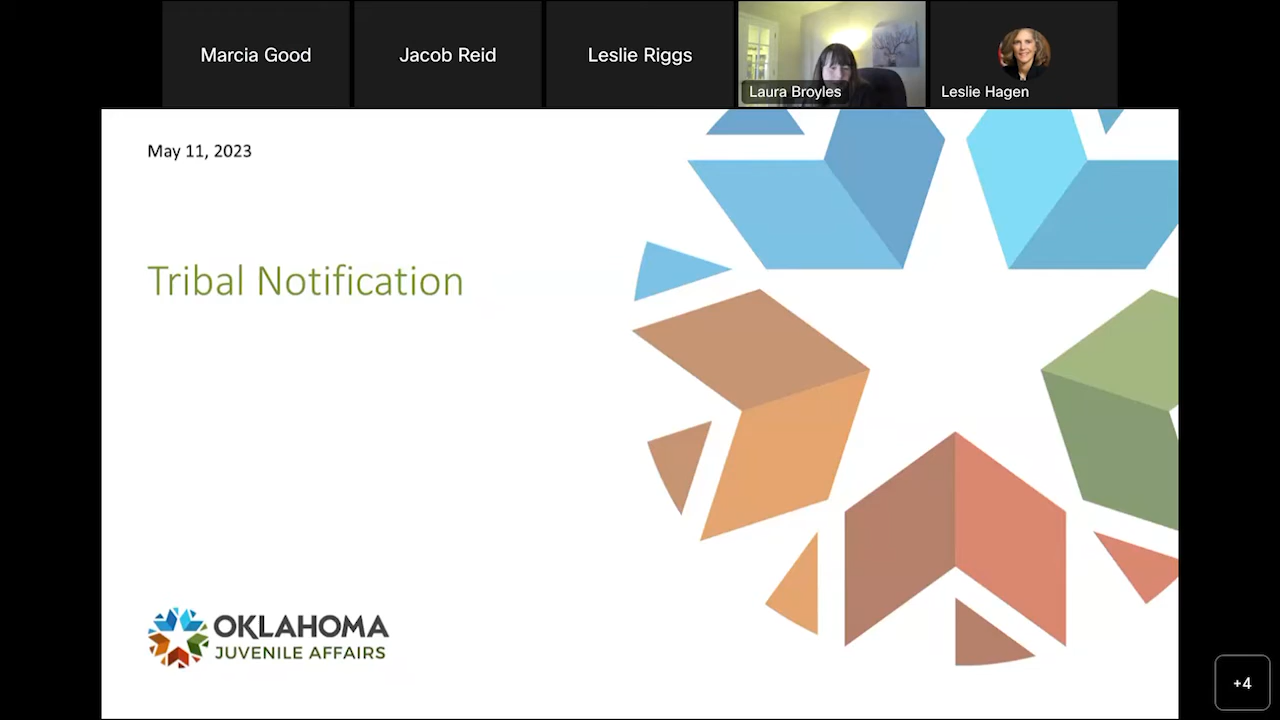 Marcia Good
Jacob Reid
Leslie Riggs
Laura Broyles
Leslie Hagen
May 11, 2023
Tribal Notification
OKLAHOMA
JUVENILE AFFAIRS
+4